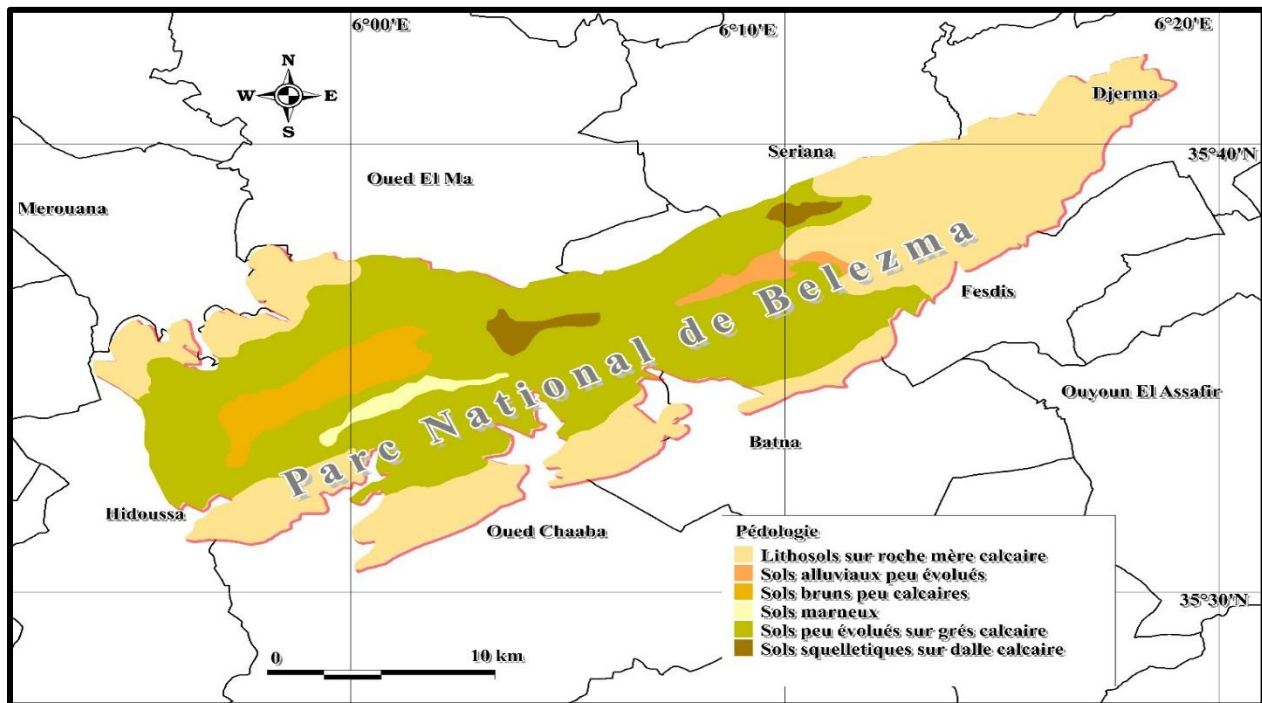 6°00'E
6°10'E
6°20'E
N
W E
S
Djerma
Seriana
35°40'N
Oued El Ma
Merouana
Parc National de Belezma
Fesdis
Ouyoun El Assafir
Batna
Hidoussa
Oued Chaaba
Pédologie
Lithosols sur roche mère calcaire
Sols alluviaux peu évolués
Sols bruns peu calcaires
Sols marneux
Sols peu évolués sur grés calcaire
Sols squelletiques sur dalle calcaire
35°30'N
0 10 km